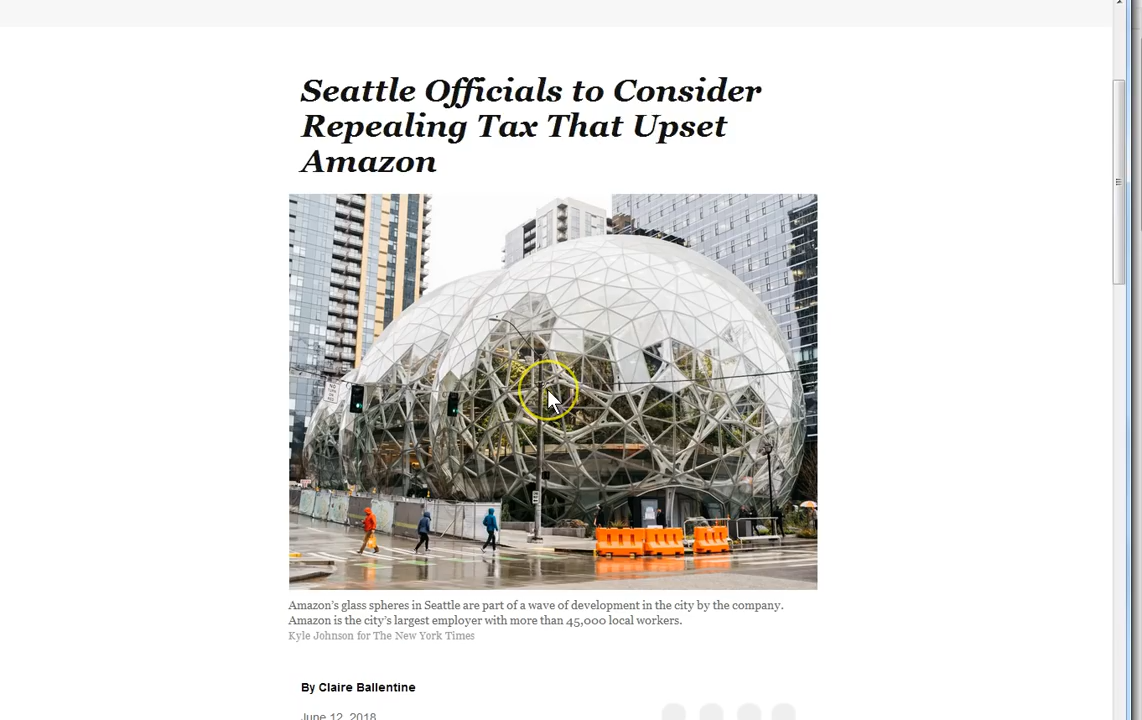 Seattle Officials to Consider
Repealing Tax That Upset
Amazon
Amazon’s glass spheres in Seattle are part of a wave of development in the city by the company.
Amazon is the city’s largest employer with more than 45,000 local workers.
Kyle Johnson for The New York Times
By Claire Ballentine
June 12, 2018